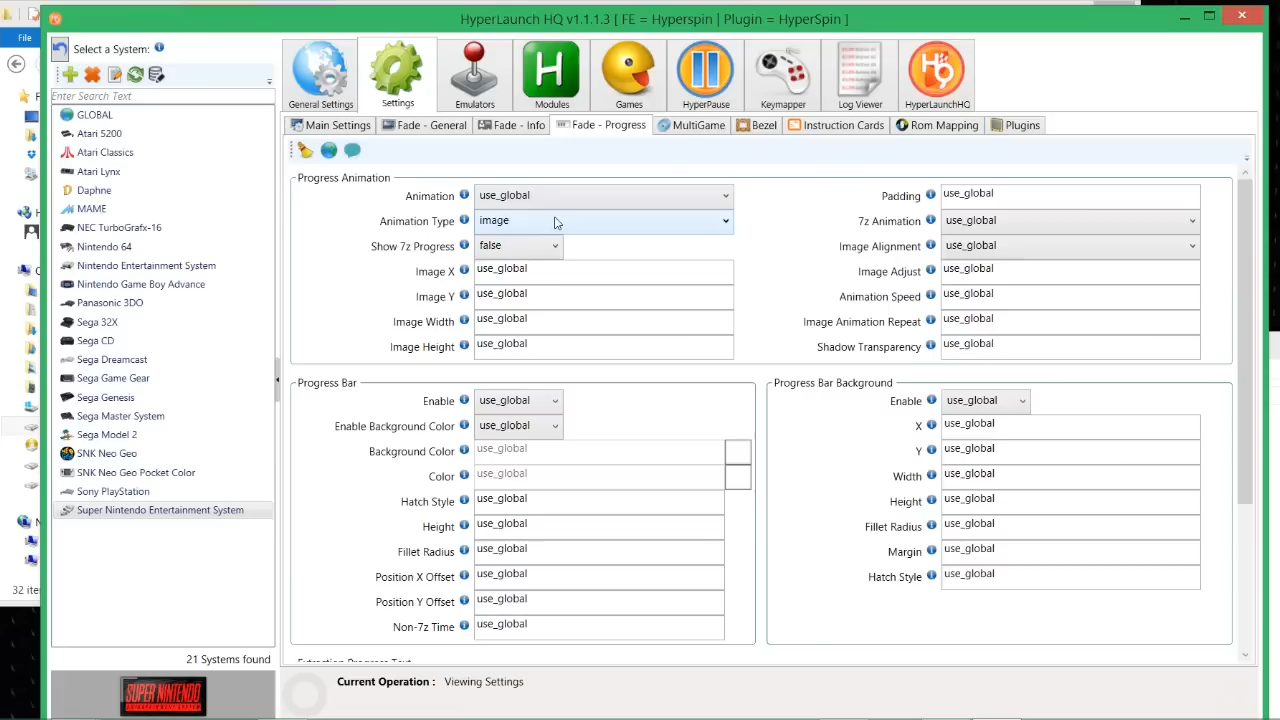 HyperLaunch HQ v1.1.1.3 [ FE = Hyperspin | Plugin = HyperSpin ]
File
Select a System:
Enter Search Text
GLOBAL
Atari 5200
Atari Classics
Atari Lynx
Daphne
MAME
NEC TurboGrafx-16
Nintendo 64
Nintendo Entertainment System
Nintendo Game Boy Advance
Panasonic 3DO
Sega 32X
Sega CD
Sega Dreamcast
Sega Game Gear
Sega Genesis
Sega Master System
Sega Model 2
SNK Neo Geo
SNK Neo Geo Pocket Color
Sony PlayStation
Super Nintendo Entertainment System
21 Systems found
SUPER NINTENDO
ENTERTAINMENT SYSTEM
General Settings
Settings
Emulators
H
Modules
Games
HyperPause
Keymapper
Log Viewer
HQ
HyperLaunchHQ
Main Settings
Fade - General
Fade - Info
Fade - Progress
MultiGame
Bezel
Instruction Cards
Rom Mapping
Plugins
Progress Animation
Animation use_global
Animation Type image
Show 7z Progress false
Image X use_global
Image Y use_global
Image Width use_global
Image Height use_global
Padding use_global
7z Animation use_global
Image Alignment use_global
Image Adjust use_global
Animation Speed use_global
Image Animation Repeat use_global
Shadow Transparency use_global
Progress Bar
Enable use_global
Enable Background Color use_global
Background Color use_global
Color use_global
Hatch Style use_global
Height use_global
Fillet Radius use_global
Position X Offset use_global
Position Y Offset use_global
Non-7z Time use_global
Progress Bar Background
Enable use_global
X use_global
Y use_global
Width use_global
Height use_global
Fillet Radius use_global
Margin use_global
Hatch Style use_global
Extraction Progress Text
Current Operation : Viewing Settings
32 ite